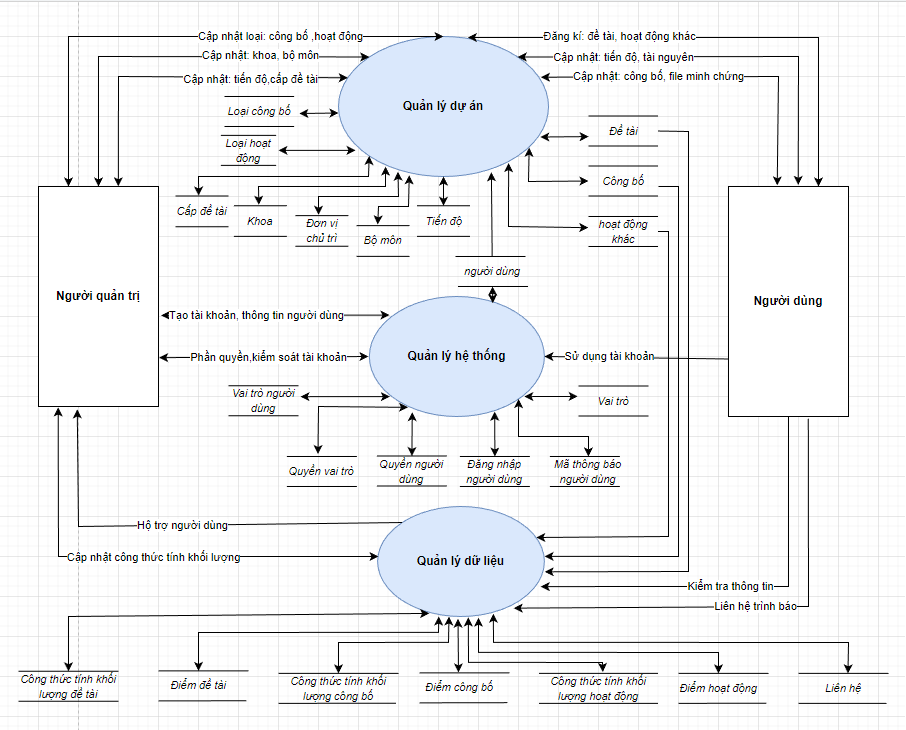 Cập nhật loại: công bố ,hoạt động
Đăng kí: đề tài, hoạt động khác
Cập nhật: khoa, bộ môn
Cập nhật: tiến độ, tài nguyên
Cập nhật: tiến độ,cấp đề tài
Cập nhật: công bố, file minh chứng
Quản lý dự án
Loại công bố
Loại hoạt
động
Đề tài
Công bố
Cấp đề tài
Khoa
Đơn vị
chủ trì
Bộ môn
Tiến độ
hoạt động
khác
người dùng
Người quản trị
Người dùng
Tạo tài khoản, thông tin người dùng
Quản lý hệ thống
Phần quyền,kiểm soát tài khoản
Sử dụng tài khoản
Vai trò người
dùng
Vai trò
Quyền vai trò
Quyền người
dùng
Đăng nhập
người dùng
Mã thông báo
người dùng
Hộ trợ người dùng
Cập nhật công thức tính khối lượng
Quản lý dữ liệu
Kiểm tra thông tin
Liên hệ trình báo
Công thức tính khối
lượng đề tài
Điểm đề tài
Công thức tính khối
lượng công bố
Điểm công bố
Công thức tính khối
lượng hoạt động
Điểm hoạt động
Liên hệ